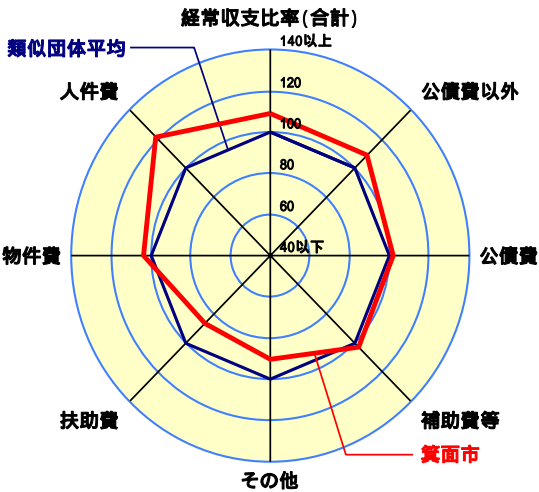 経常収支比率(合計)
140以上
類似団体平均
120
人件費
公債費以外
100
80
60
40以下
物件費
公債費
扶助費
補助費等
箕面市
その他